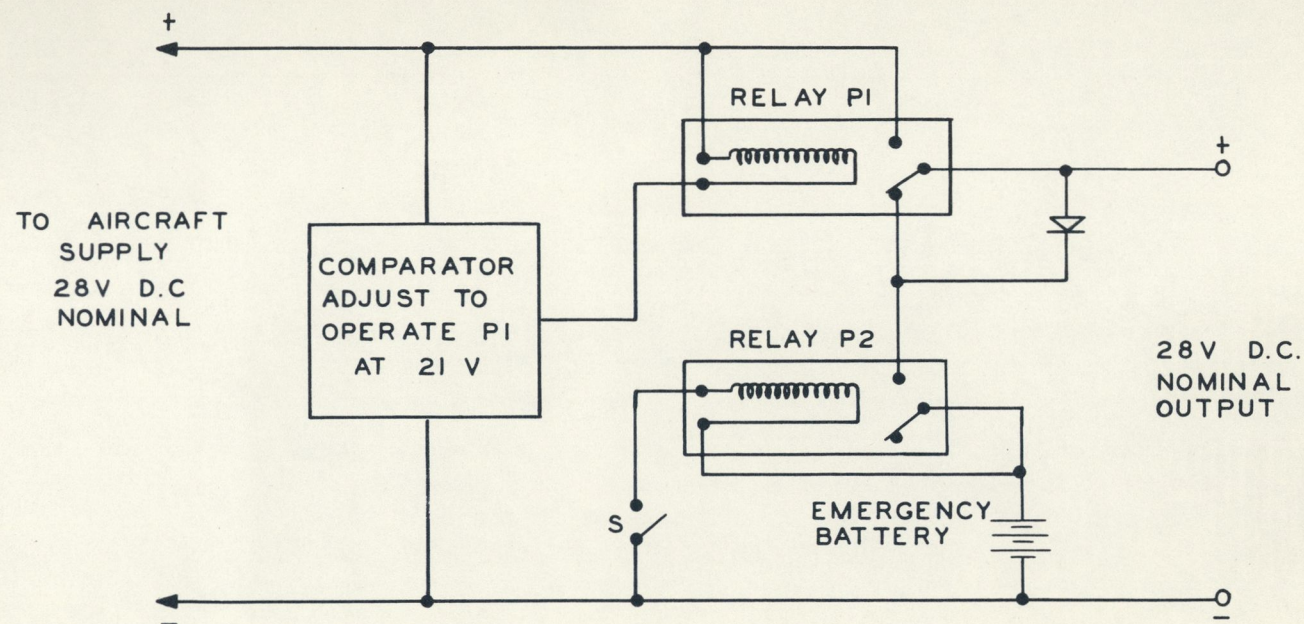 +
RELAY P1
+
TO AIRCRAFT
SUPPLY
28V D.C
NOMINAL
COMPARATOR
ADJUST TO
OPERATE P1
AT 21 V
RELAY P2
28V D.C.
NOMINAL
OUTPUT
S
EMERGENCY
BATTERY
–
–